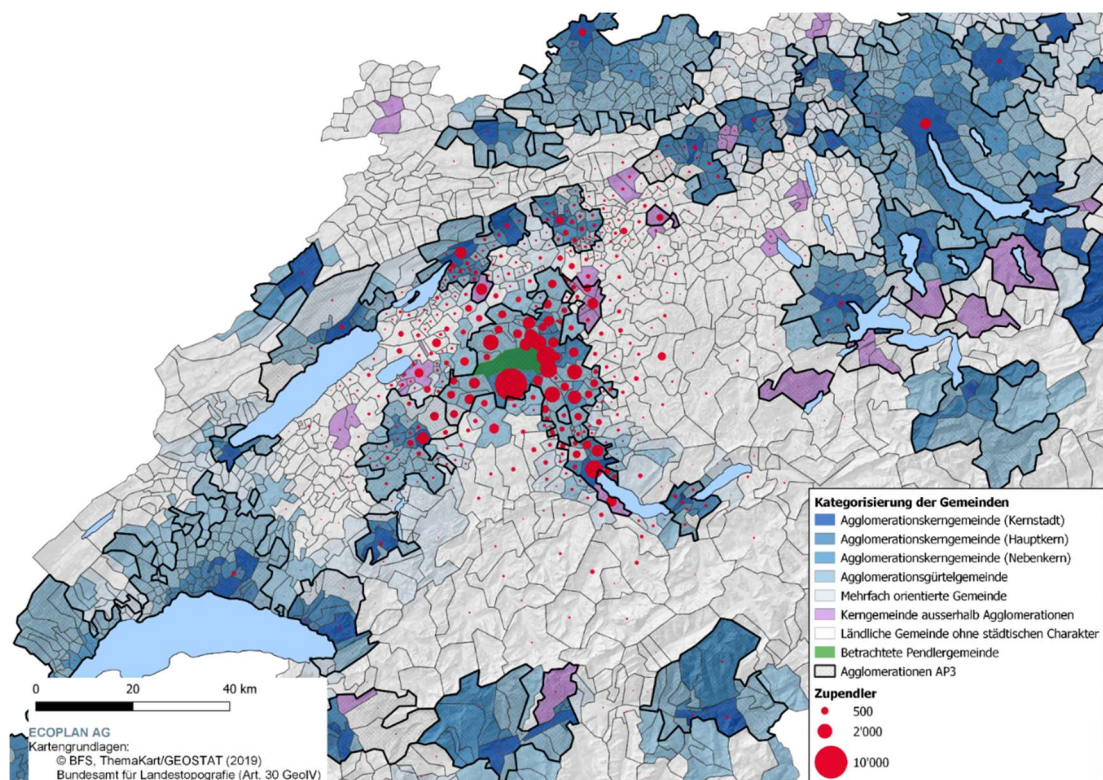 Kategorisierung der Gemeinden
Agglomerationskerngemeinde (Kernstadt)
Agglomerationskerngemeinde (Hauptkern)
Agglomerationskerngemeinde (Nebenkern)
Agglomerationsgürtelgemeinde
Mehrfach orientierte Gemeinde
Kerngemeinde ausserhalb Agglomerationen
Ländliche Gemeinde ohne städtischen Charakter
Betrachtete Pendlergemeinde
Agglomerationen AP3
Zupendler
500
2'000
10'000
0 20 40 km
ECOPLAN AG
Kartengrundlagen:
© BFS, ThemaKart/GEOSTAT (2019)
Bundesamt für Landestopografie (Art. 30 GeoIV)